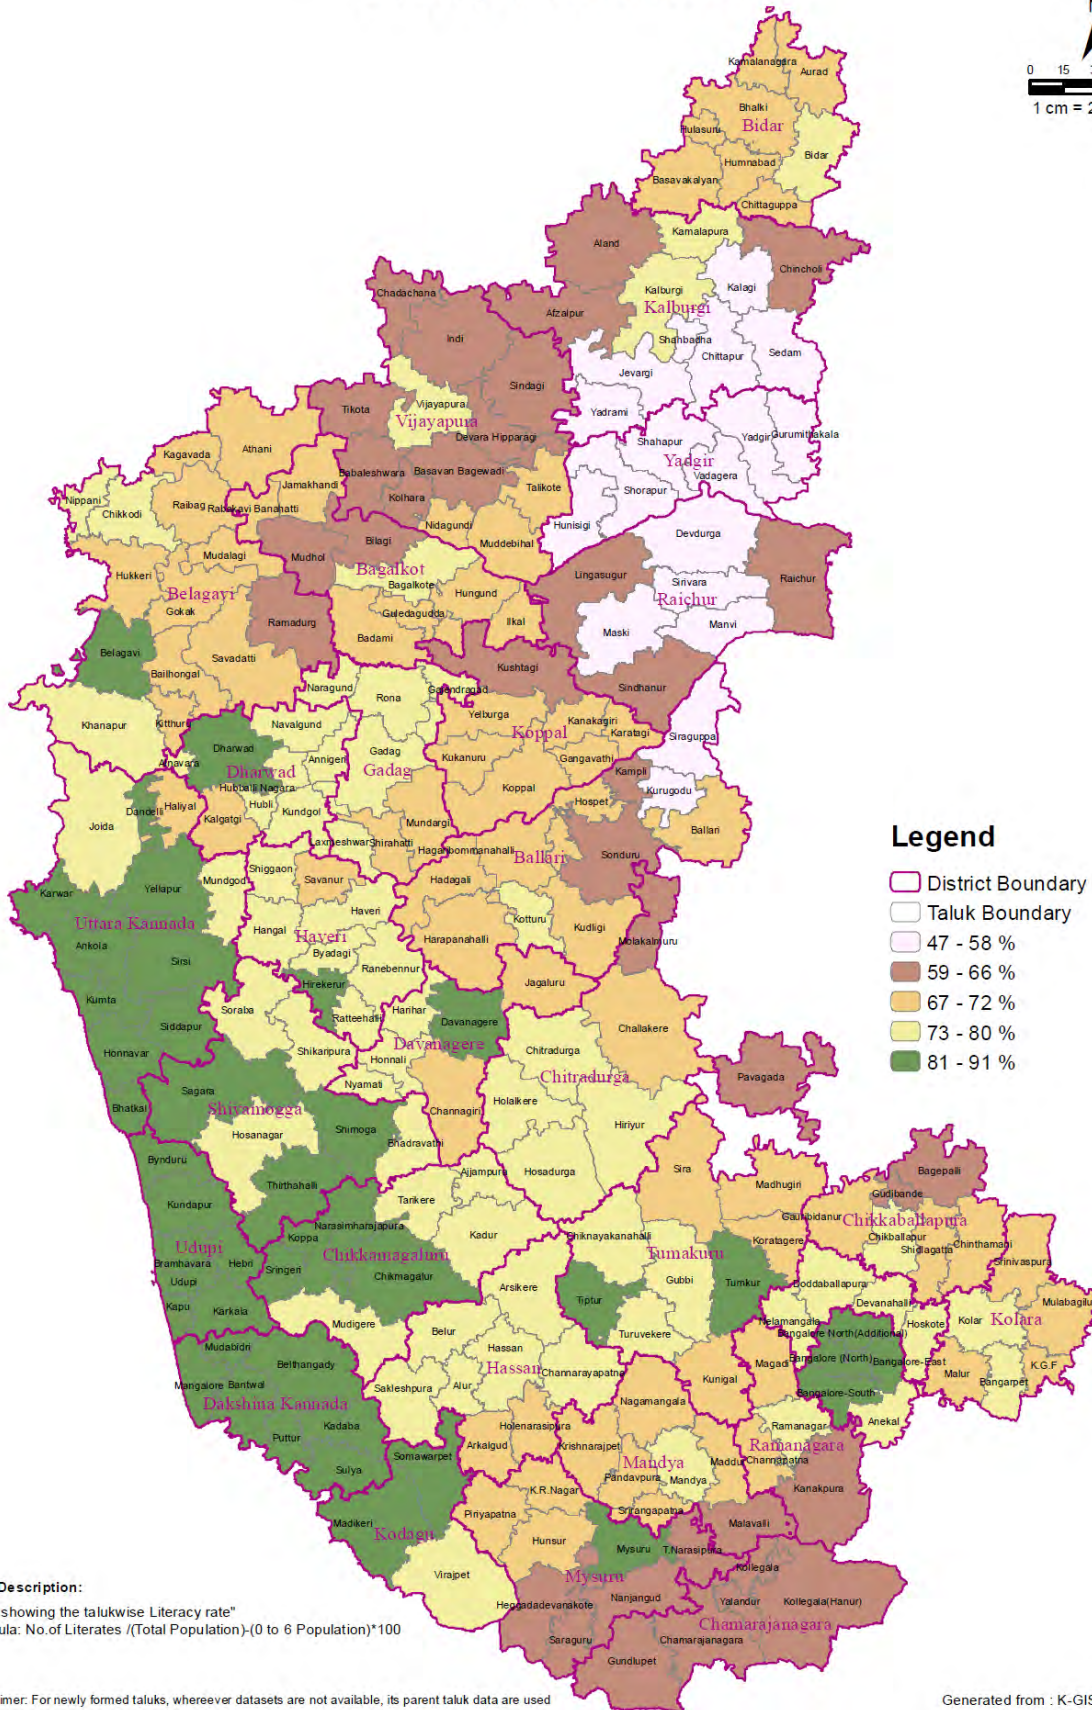 N
0 15 3
1 cm = 2
Kamalanagara
Aurad
Bhalki
Bidar
Hulasuru
Bidar
Humnabad
Basavakalyan
Chittaguppa
Kamalapura
Aland
Chincholi
Kalagi
Kalburgi
Kalburgi
Chadachana
Afzalpur
Indi
Shahbadha
Chittapur
Sedam
Jevargi
Sindagi
Yadrami
Tikota
Vijayapura
Vijayapura
Devara Hipparagi
Shahapur
Yadgir
Gurumithakala
Yadgir
Vadagera
Athani
Kagavada
Babaleshwara
Basavan Bagewadi
Jamakhandi
Kolhara
Talikote
Shorapur
Nippani
Chikkodi
Raibag
Rabakavi Banahatti
Nidagundi
Hunisigi
Muddebihal
Devdurga
Bilagi
Mudalagi
Mudhol
Bagalkot
Bagalkote
Hukkeri
Belagavi
Gokak
Lingasugur
Sirivara
Raichur
Raichur
Hungund
Guledagudda
Ilkal
Ramadurg
Badami
Maski
Manvi
Belagavi
Savadatti
Bailhongal
Kushtagi
Sindhanur
Naragund
Rona
Gajendragad
Khanapur
Kitthuru
Navalgund
Yelburga
Kanakagiri
Karatagi
Koppal
Siraguppa
Dharwad
Dharwad
Annigeri
Gadag
Gadag
Kukanuru
Gangavathi
Kampli
Alnavara
Hubballi Nagara
Hubli
Koppal
Kurugodu
Dandeli
Haliyal
Kalgatgi
Kundgol
Mundargi
Hospet
Ballari
Joida
Laxmeshwar
Shirahatti
Hagaribommanahalli
Ballari
Sonduru
Shiggaon
Savanur
Hadagali
Mundgod
Karwar
Yellapur
Haveri
Kotturu
Uttara Kannada
Hangal
Haveri
Harapanahalli
Kudligi
Molakalmuru
Ankola
Byadagi
Sirsi
Ranebennur
Hirekerur
Jagaluru
Kumta
Soraba
Ratteehalli
Harihar
Davanagere
Challakere
Siddapur
Davanagere
Chitradurga
Honnavar
Shikaripura
Honnali
Chitradurga
Pavagada
Nyamati
Sagara
Shivamogga
Bhatkal
Holalkere
Channagiri
Hiriyur
Hosanagar
Shimoga
Bhadravathi
Bynduru
Thirthahalli
Ajjampura
Hosadurga
Sira
Madhugiri
Bagepalli
Gudibande
Kundapur
Tarikere
Gauribidanur
Chikkaballapura
Narasimharajapura
Koppa
Kadur
Chiknayakanahalli
Koratagere
Chikballapur
Shidlagatta
Chinthamani
Udupi
Chikkamagaluru
Tumakuru
Srinivaspura
Bramhavara
Hebri
Sringeri
Chikmagalur
Gubbi
Tumkur
Doddaballapura
Udupi
Arsikere
Tiptur
Devanahalli
Mulabagilu
Kapu
Karkala
Mudigere
Belur
Turuvekere
Nelamangala
Hoskote
Kolar
Kolara
Mudabidri
Hassan
Bangalore North(Additional)
Belthangady
Hassan
Channarayapatna
Magadi
Bangalore (North)
Bangalore-East
Malur
K.G.F
Mangalore
Bantwal
Sakleshpura
Alur
Kunigal
Bangalore-South
Bangarpet
Dakshina Kannada
Nagamangala
Kadaba
Holenarasipura
Ramanagar
Anekal
Puttur
Arkalgud
Krishnarajpet
Ramanagara
Somawarpet
Mandya
Maddur
Channapatna
Sulya
Pandavpura
Mandya
Kanakpura
K.R.Nagar
Srirangapatna
Madikeri
Kodagu
Piriyapatna
Malavalli
Hunsur
Mysuru
T.Narasipura
Virajpet
Mysuru
Kollegala
Heggadadevanakote
Nanjangud
Yalandur
Kollegala(Hanur)
Chamarajanagara
Saraguru
Chamarajanagara
Gundlupet
Legend
District Boundary
Taluk Boundary
47 - 58 %
59 - 66 %
67 - 72 %
73 - 80 %
81 - 91 %
Description:
showing the talukwise Literacy rate"
ula: No.of Literates /(Total Population)-(0 to 6 Population)*100
imer: For newly formed taluks, whereever datasets are not available, its parent taluk data are used
Generated from : K-GIS